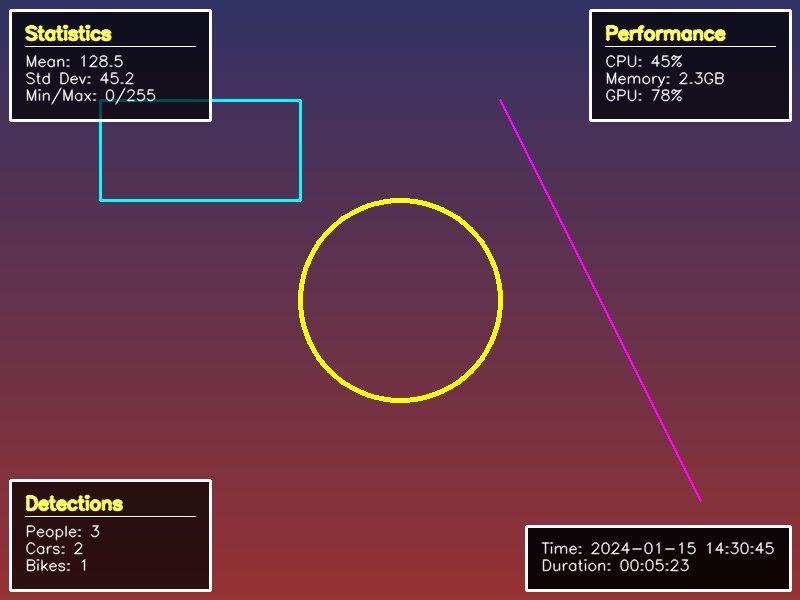 Statistics
Mean: 128.5
Std Dev: 45.2
Min/Max: 0/255
Performance
CPU: 45%
Memory: 2.3GB
GPU: 78%
Detections
People: 3
Cars: 2
Bikes: 1
Time: 2024-01-15 14:30:45
Duration: 00:05:23